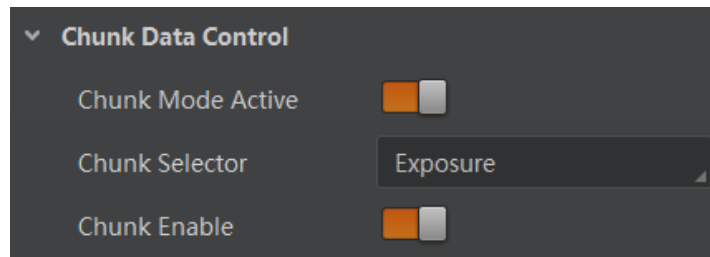 Chunk Data Control
Chunk Mode Active
Chunk Selector Exposure
Chunk Enable